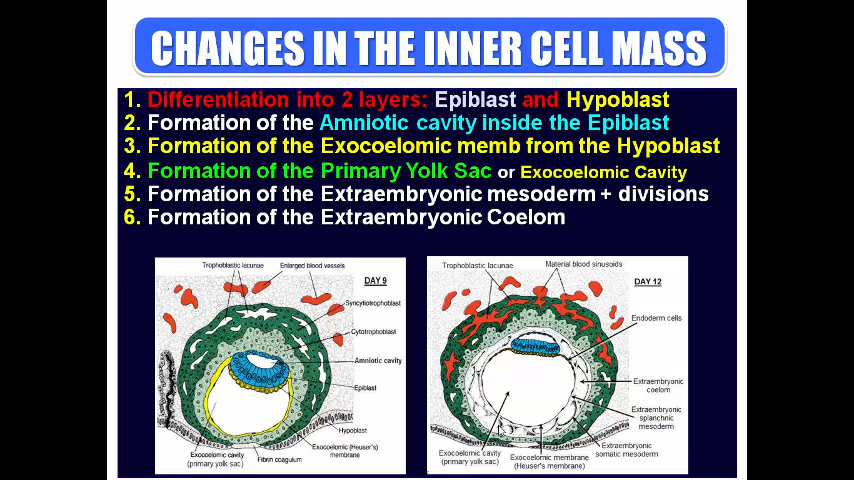 CHANGES IN THE INNER CELL MASS
1. Differentiation into 2 layers: Epiblast and Hypoblast
2. Formation of the Amniotic cavity inside the Epiblast
3. Formation of the Exocoelomic memb from the Hypoblast
4. Formation of the Primary Yolk Sac or Exocoelomic Cavity
5. Formation of the Extraembryonic mesoderm + divisions
6. Formation of the Extraembryonic Coelom
Trophoblastic lacunae
Enlarged blood vessels
DAY 9
Syncytiotrophoblast
Cytotrophoblast
Amniotic cavity
Epiblast
Hypoblast
Exocoelomic (Heuser's)
membrane
Fibrin coagulum
Exocoelomic cavity
(primary yolk sac)
Trophoblastic lacunae
Material blood sinusoids
DAY 12
Endoderm cells
Extraembryonic
coelom
Extraembryonic
splanchnic
mesoderm
Extraembryonic
somatic mesoderm
Exocoelomic membrane
(Heuser's membrane)
Exocoelomic cavity
(primary yolk sac)